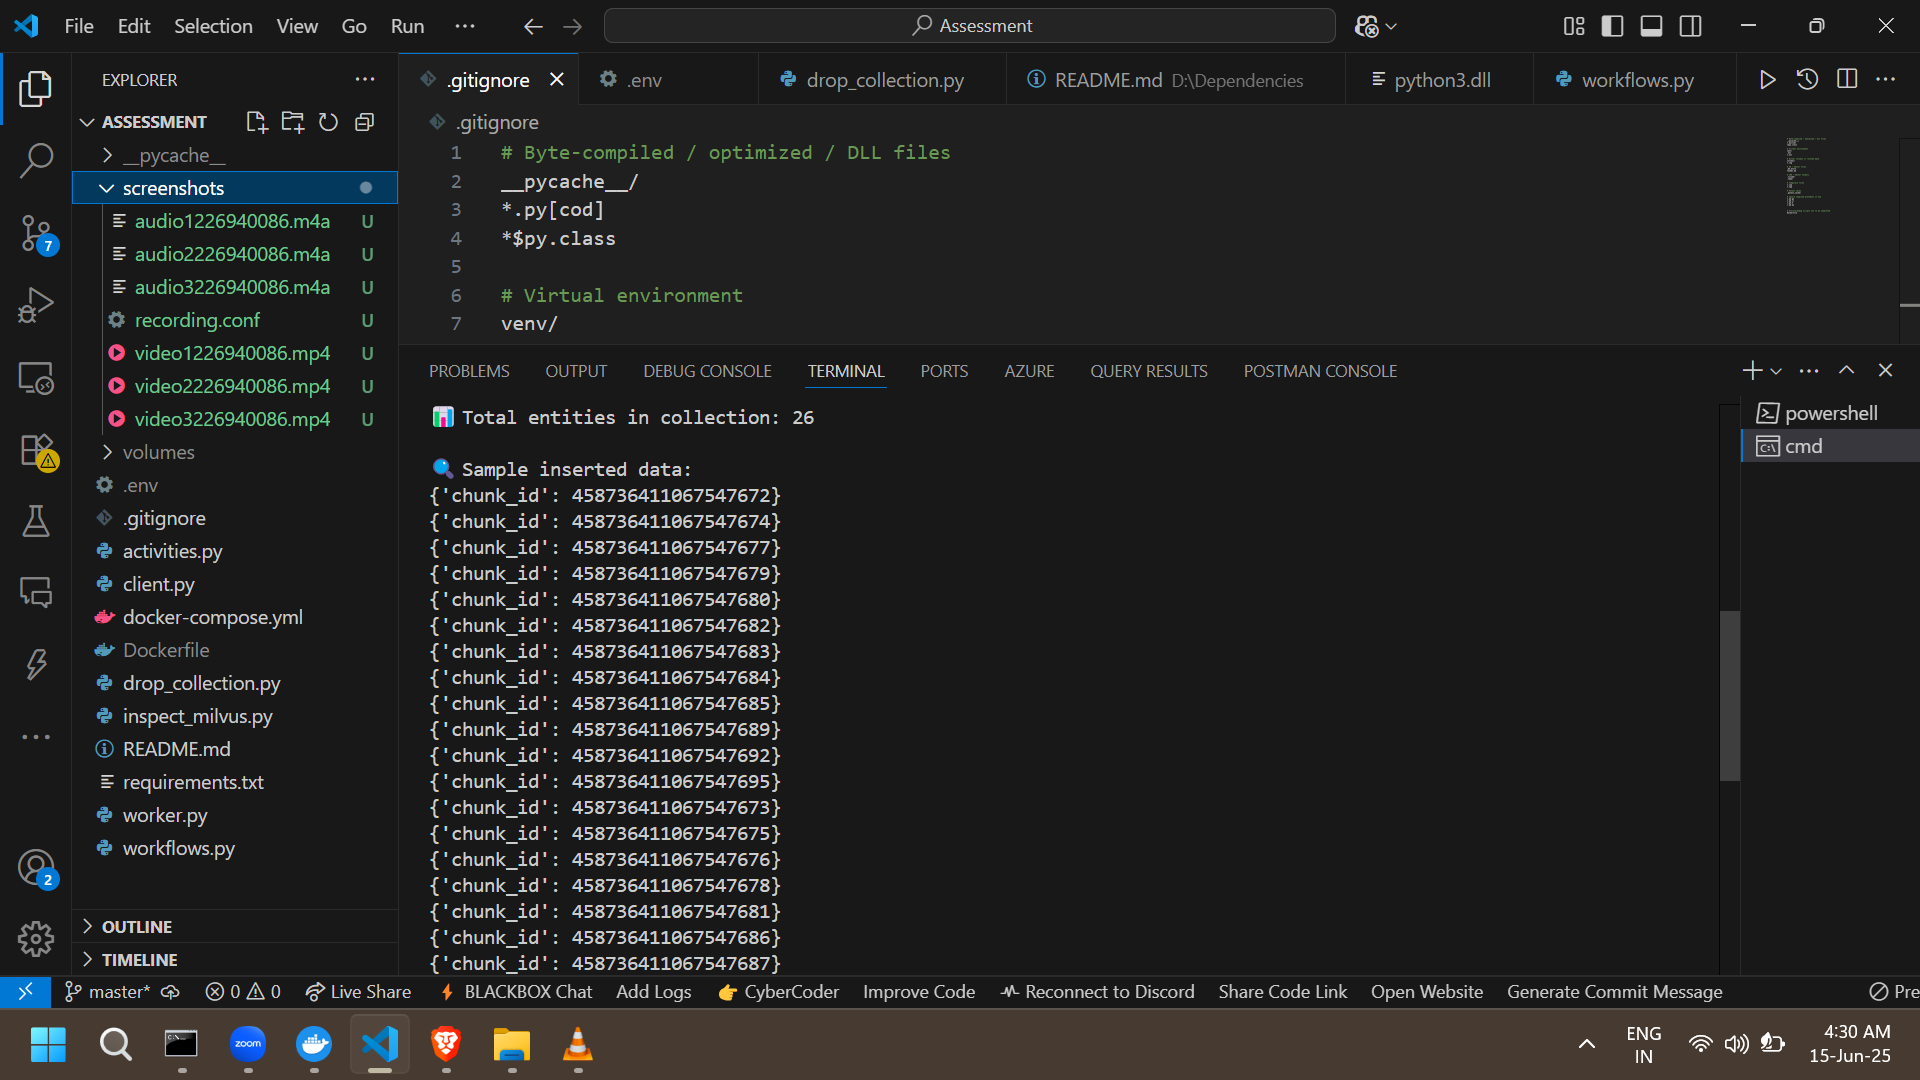 File Edit Selection View Go Run ···
Assessment
EXPLORER
ASSESSMENT
__pycache__
screenshots
audio1226940086.m4a U
audio2226940086.m4a U
audio3226940086.m4a U
recording.conf U
video1226940086.mp4 U
video2226940086.mp4 U
video3226940086.mp4 U
volumes
.env
.gitignore
activities.py
client.py
docker-compose.yml
Dockerfile
drop_collection.py
inspect_milvus.py
README.md
requirements.txt
worker.py
workflows.py
OUTLINE
TIMELINE
7
2
.gitignore
.env
drop_collection.py
README.md D:\Dependencies
python3.dll
workflows.py
.gitignore
1 # Byte-compiled / optimized / DLL files
2 __pycache__/
3 *.py[cod]
4 *$py.class
5
6 # Virtual environment
7 venv/
PROBLEMS OUTPUT DEBUG CONSOLE TERMINAL PORTS AZURE QUERY RESULTS POSTMAN CONSOLE
powershell
cmd
Total entities in collection: 26
Sample inserted data:
{'chunk_id': 458736411067547672}
{'chunk_id': 458736411067547674}
{'chunk_id': 458736411067547677}
{'chunk_id': 458736411067547679}
{'chunk_id': 458736411067547680}
{'chunk_id': 458736411067547682}
{'chunk_id': 458736411067547683}
{'chunk_id': 458736411067547684}
{'chunk_id': 458736411067547685}
{'chunk_id': 458736411067547689}
{'chunk_id': 458736411067547692}
{'chunk_id': 458736411067547695}
{'chunk_id': 458736411067547673}
{'chunk_id': 458736411067547675}
{'chunk_id': 458736411067547676}
{'chunk_id': 458736411067547678}
{'chunk_id': 458736411067547681}
{'chunk_id': 458736411067547686}
{'chunk_id': 458736411067547687}
master* 0 0 Live Share BLACKBOX Chat Add Logs CyberCoder Improve Code Reconnect to Discord Share Code Link Open Website Generate Commit Message Pre
zoom
ENG
IN
4:30 AM
15-Jun-25